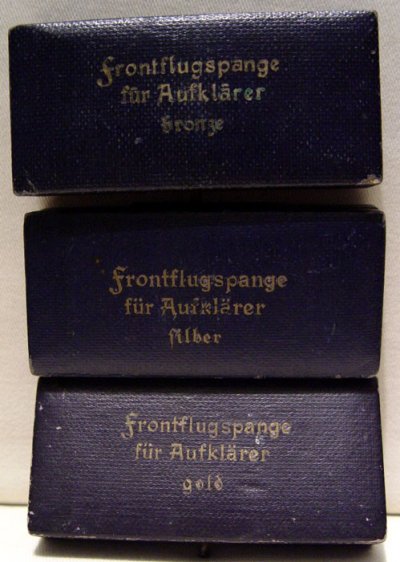 Frontflugspange
für Aufklärer
bronze
Frontflugspange
für Aufklärer
silber
Frontflugspange
für Aufklärer
gold